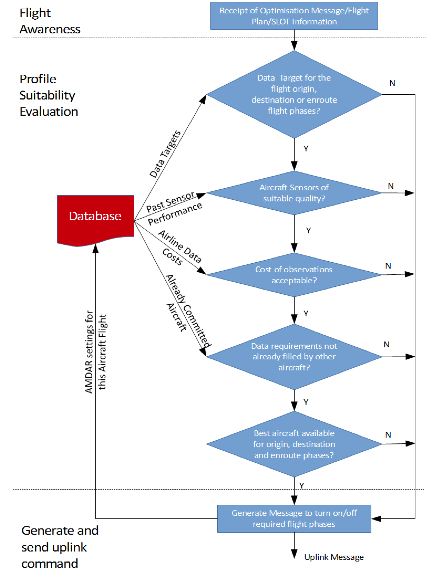 Flight
Awareness
Receipt of Optimisation Message/Flight
Plan/SLOT Information
Profile
Suitability
Evaluation
Data Target for the
flight origin,
destination or enroute
flight phases?
N
Y
Data Targets
Database
Past Sensor
Performance
Aircraft Sensors of
suitable quality?
N
Y
Airline Data
Costs
Cost of observations
acceptable?
N
Y
Already Committed
Aircraft
Data requirements not
already filled by other
aircraft?
N
Y
AMDAR settings for
this Aircraft Flight
Best aircraft available
for origin, destination
and enroute phases?
N
Y
Generate and
send uplink
command
Generate Message to turn on/off
required flight phases
Uplink Message